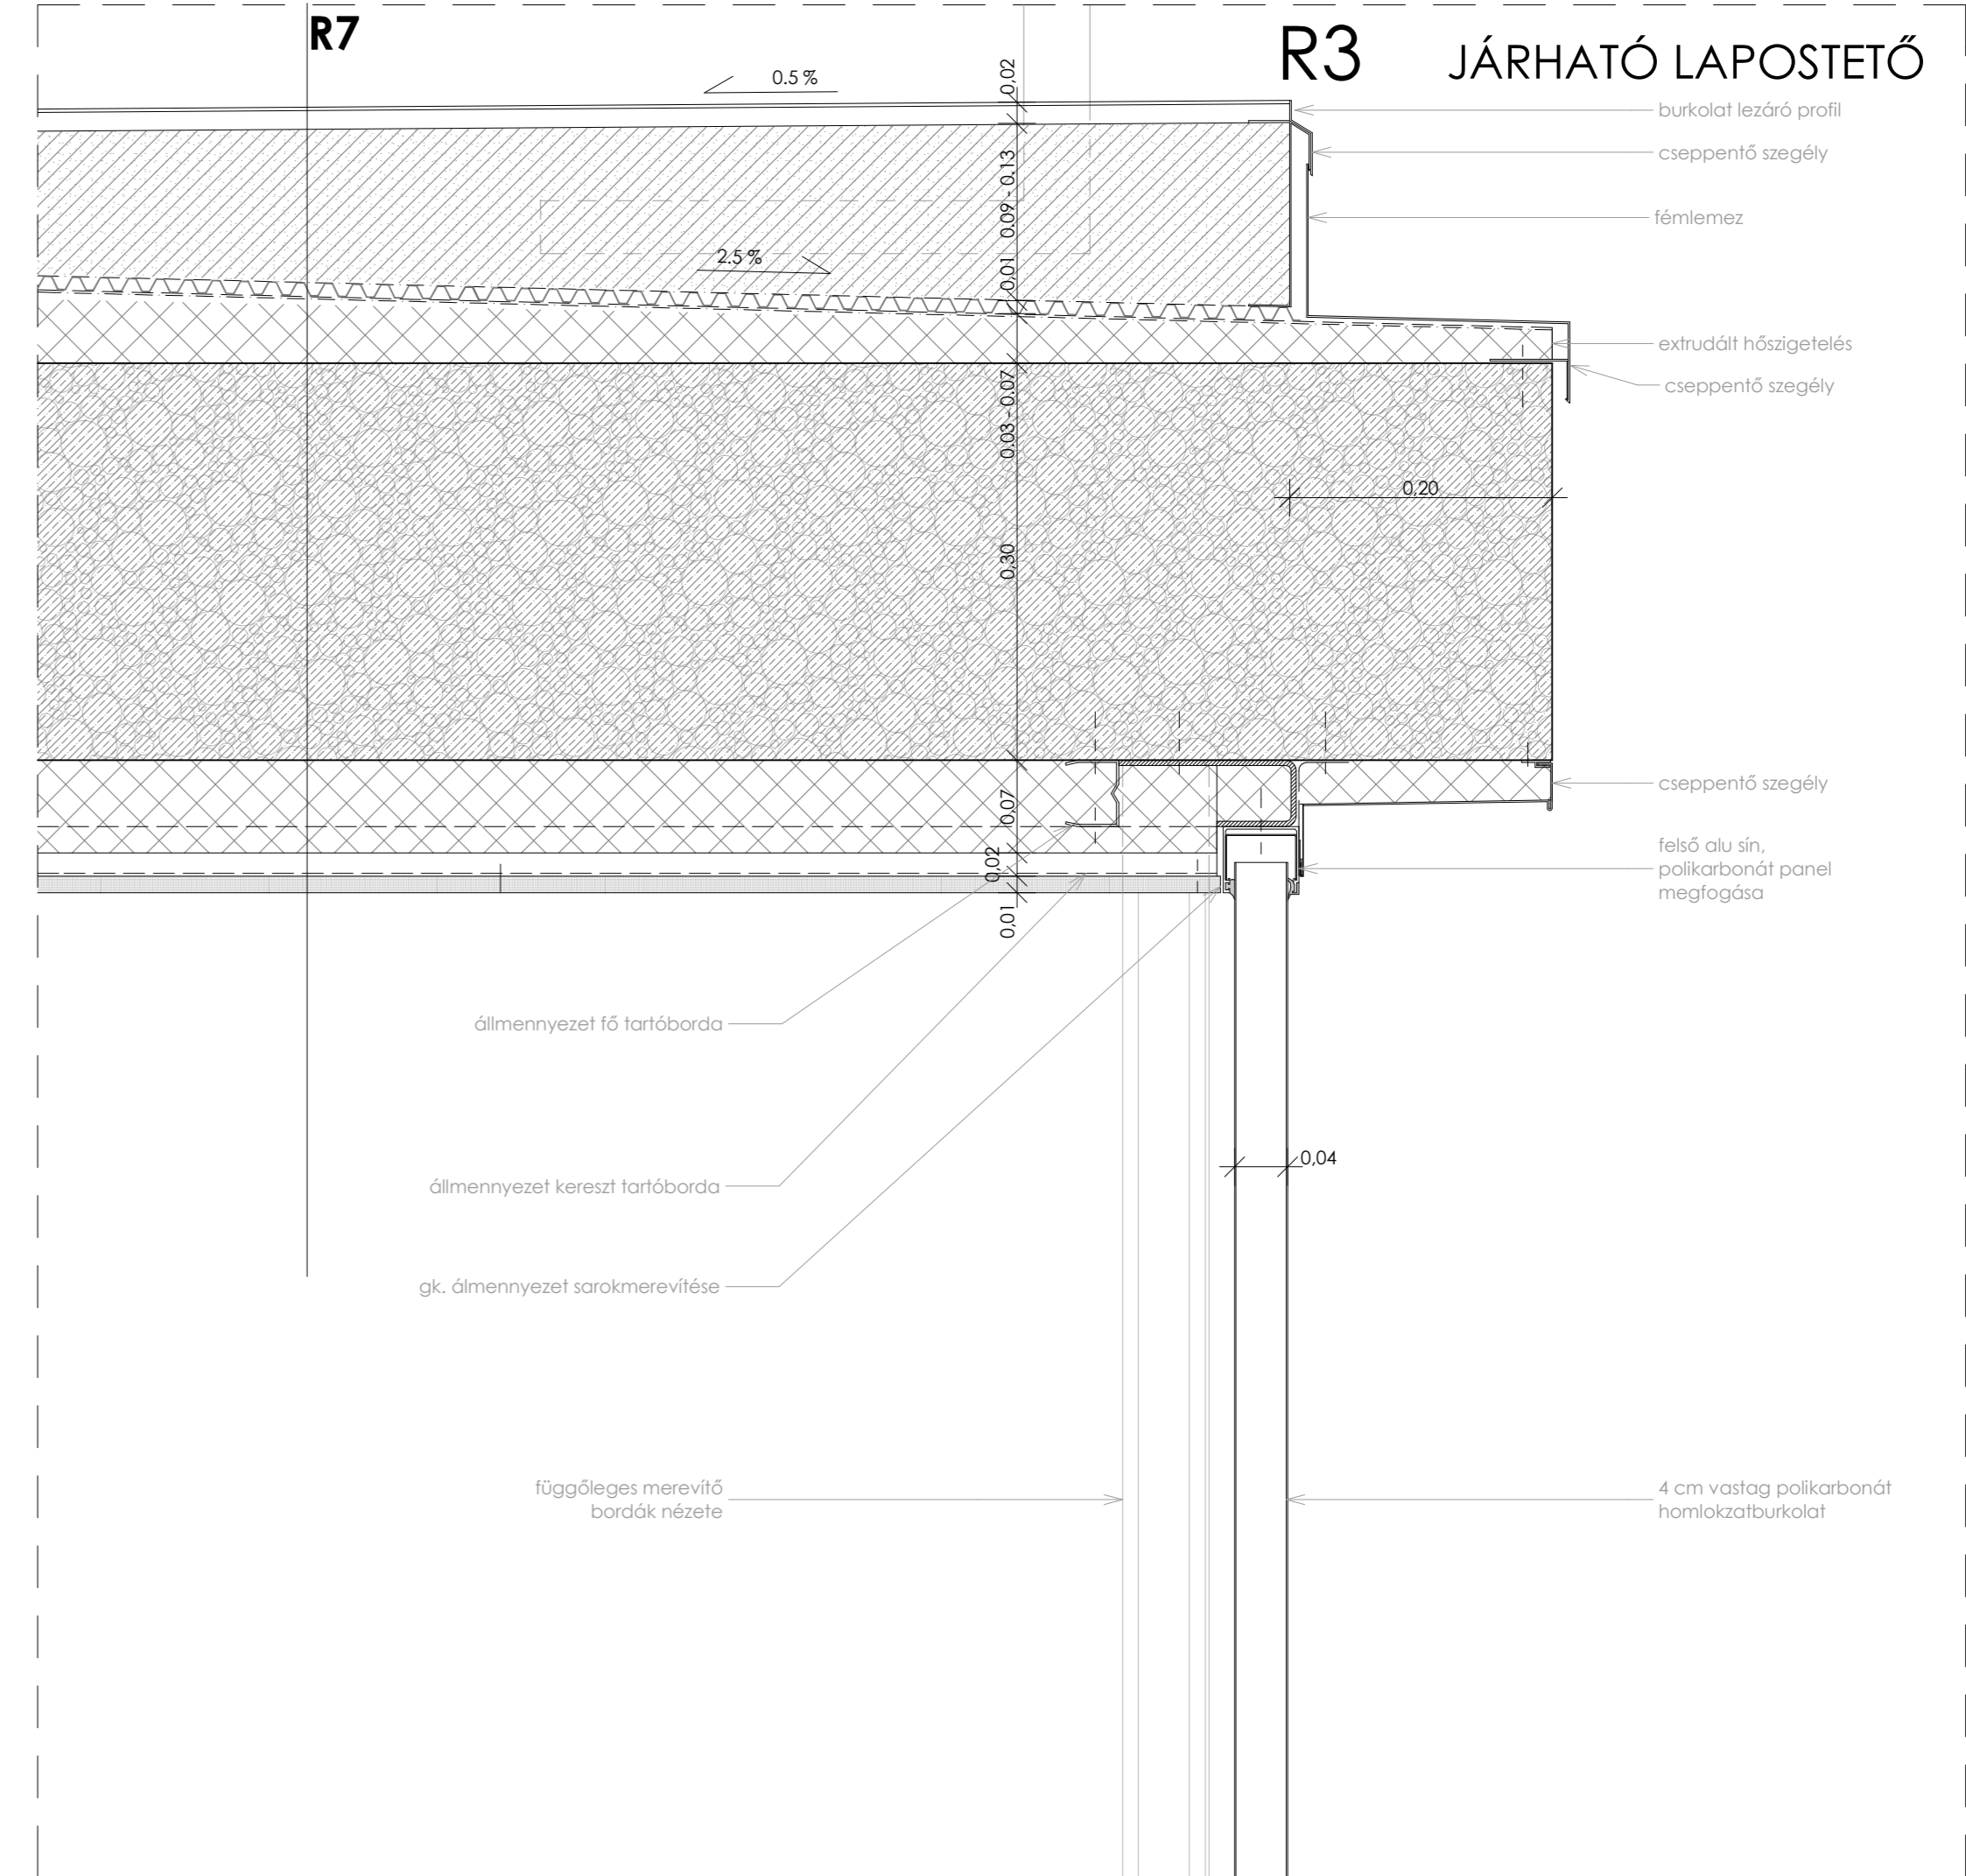 R7
R3 JÁRHATÓ LAPOSTETŐ
0.5 %
0,02
burkolat lezáró profil
cseppentő szegély
0.09 - 0.13
fémlemez
2.5 %
0,01
extrudált hőszigetelés
cseppentő szegély
0.03 - 0.07
0,20
0,30
cseppentő szegély
0,07
felső alu sín,
polikarbonát panel
megfogása
0,02
0,01
állmennyezet fő tartóborda
0,04
állmennyezet kereszt tartóborda
gk. álmennyezet sarokmerevítése
függőleges merevítő
bordák nézete
4 cm vastag polikarbonát
homlokzatburkolat